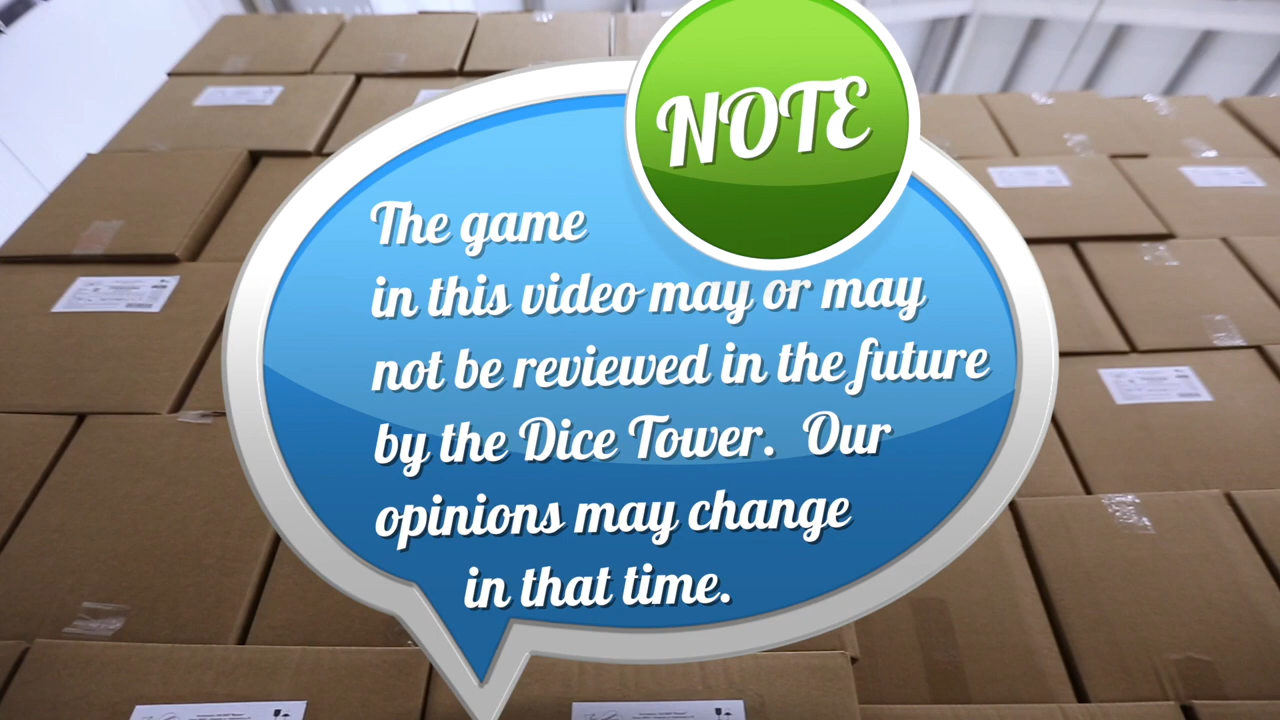 NOTE
The game
in this video may or may
not be reviewed in the future
by the Dice Tower. Our
opinions may change
in that time.